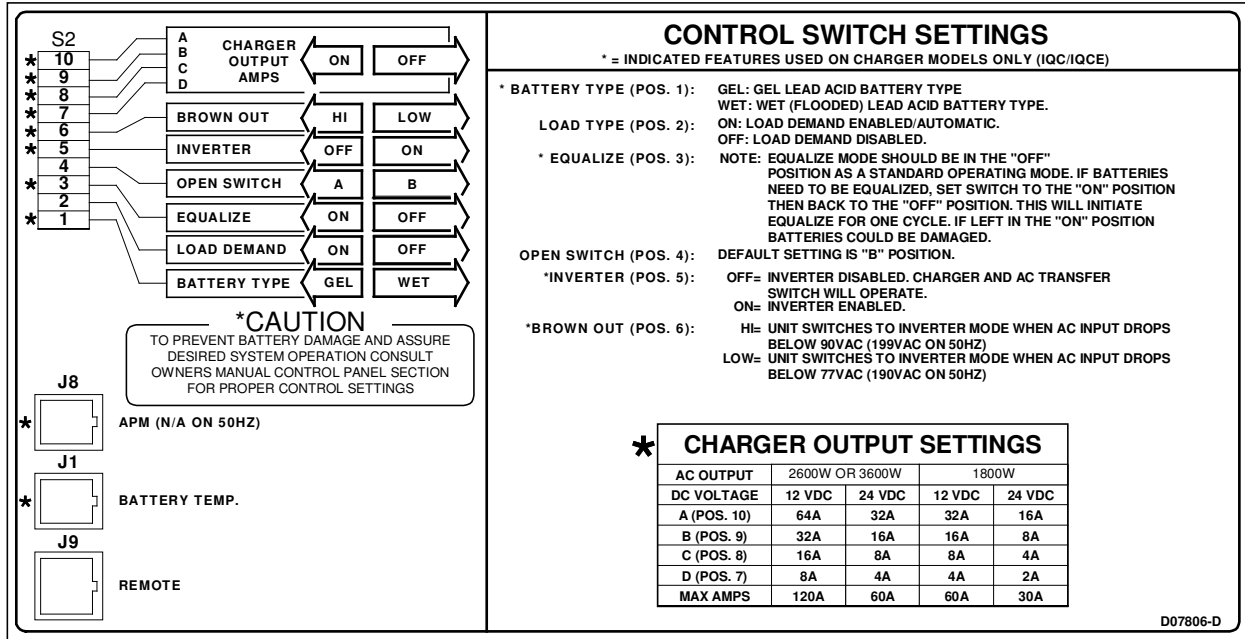 S2
* 10
* 9
* 8
* 7
* 6
* 5
4
* 3
2
* 1
A
B
C
D
CHARGER
OUTPUT
AMPS
ON OFF
BROWN OUT HI LOW
INVERTER OFF ON
OPEN SWITCH A B
EQUALIZE ON OFF
LOAD DEMAND ON OFF
BATTERY TYPE GEL WET
*CAUTION
TO PREVENT BATTERY DAMAGE AND ASSURE
DESIRED SYSTEM OPERATION CONSULT
OWNERS MANUAL CONTROL PANEL SECTION
FOR PROPER CONTROL SETTINGS
J8
* APM (N/A ON 50HZ)
J1
* BATTERY TEMP.
J9
REMOTE
CONTROL SWITCH SETTINGS
* = INDICATED FEATURES USED ON CHARGER MODELS ONLY (IQC/IQCE)
* BATTERY TYPE (POS. 1): GEL: GEL LEAD ACID BATTERY TYPE
WET: WET (FLOODED) LEAD ACID BATTERY TYPE.
LOAD TYPE (POS. 2): ON: LOAD DEMAND ENABLED/AUTOMATIC.
OFF: LOAD DEMAND DISABLED.
* EQUALIZE (POS. 3): NOTE: EQUALIZE MODE SHOULD BE IN THE "OFF"
POSITION AS A STANDARD OPERATING MODE. IF BATTERIES
NEED TO BE EQUALIZED, SET SWITCH TO THE "ON" POSITION
THEN BACK TO THE "OFF" POSITION. THIS WILL INITIATE
EQUALIZE FOR ONE CYCLE. IF LEFT IN THE "ON" POSITION
BATTERIES COULD BE DAMAGED.
OPEN SWITCH (POS. 4): DEFAULT SETTING IS "B" POSITION.
*INVERTER (POS. 5): OFF= INVERTER DISABLED. CHARGER AND AC TRANSFER
SWITCH WILL OPERATE.
ON= INVERTER ENABLED.
*BROWN OUT (POS. 6): HI= UNIT SWITCHES TO INVERTER MODE WHEN AC INPUT DROPS
BELOW 90VAC (199VAC ON 50HZ)
LOW= UNIT SWITCHES TO INVERTER MODE WHEN AC INPUT DROPS
BELOW 77VAC (190VAC ON 50HZ)
* CHARGER OUTPUT SETTINGS
AC OUTPUT 2600W OR 3600W 1800W
DC VOLTAGE 12 VDC 24 VDC 12 VDC 24 VDC
A (POS. 10) 64A 32A 32A 16A
B (POS. 9) 32A 16A 16A 8A
C (POS. 8) 16A 8A 8A 4A
D (POS. 7) 8A 4A 4A 2A
MAX AMPS 120A 60A 60A 30A
D07806-D